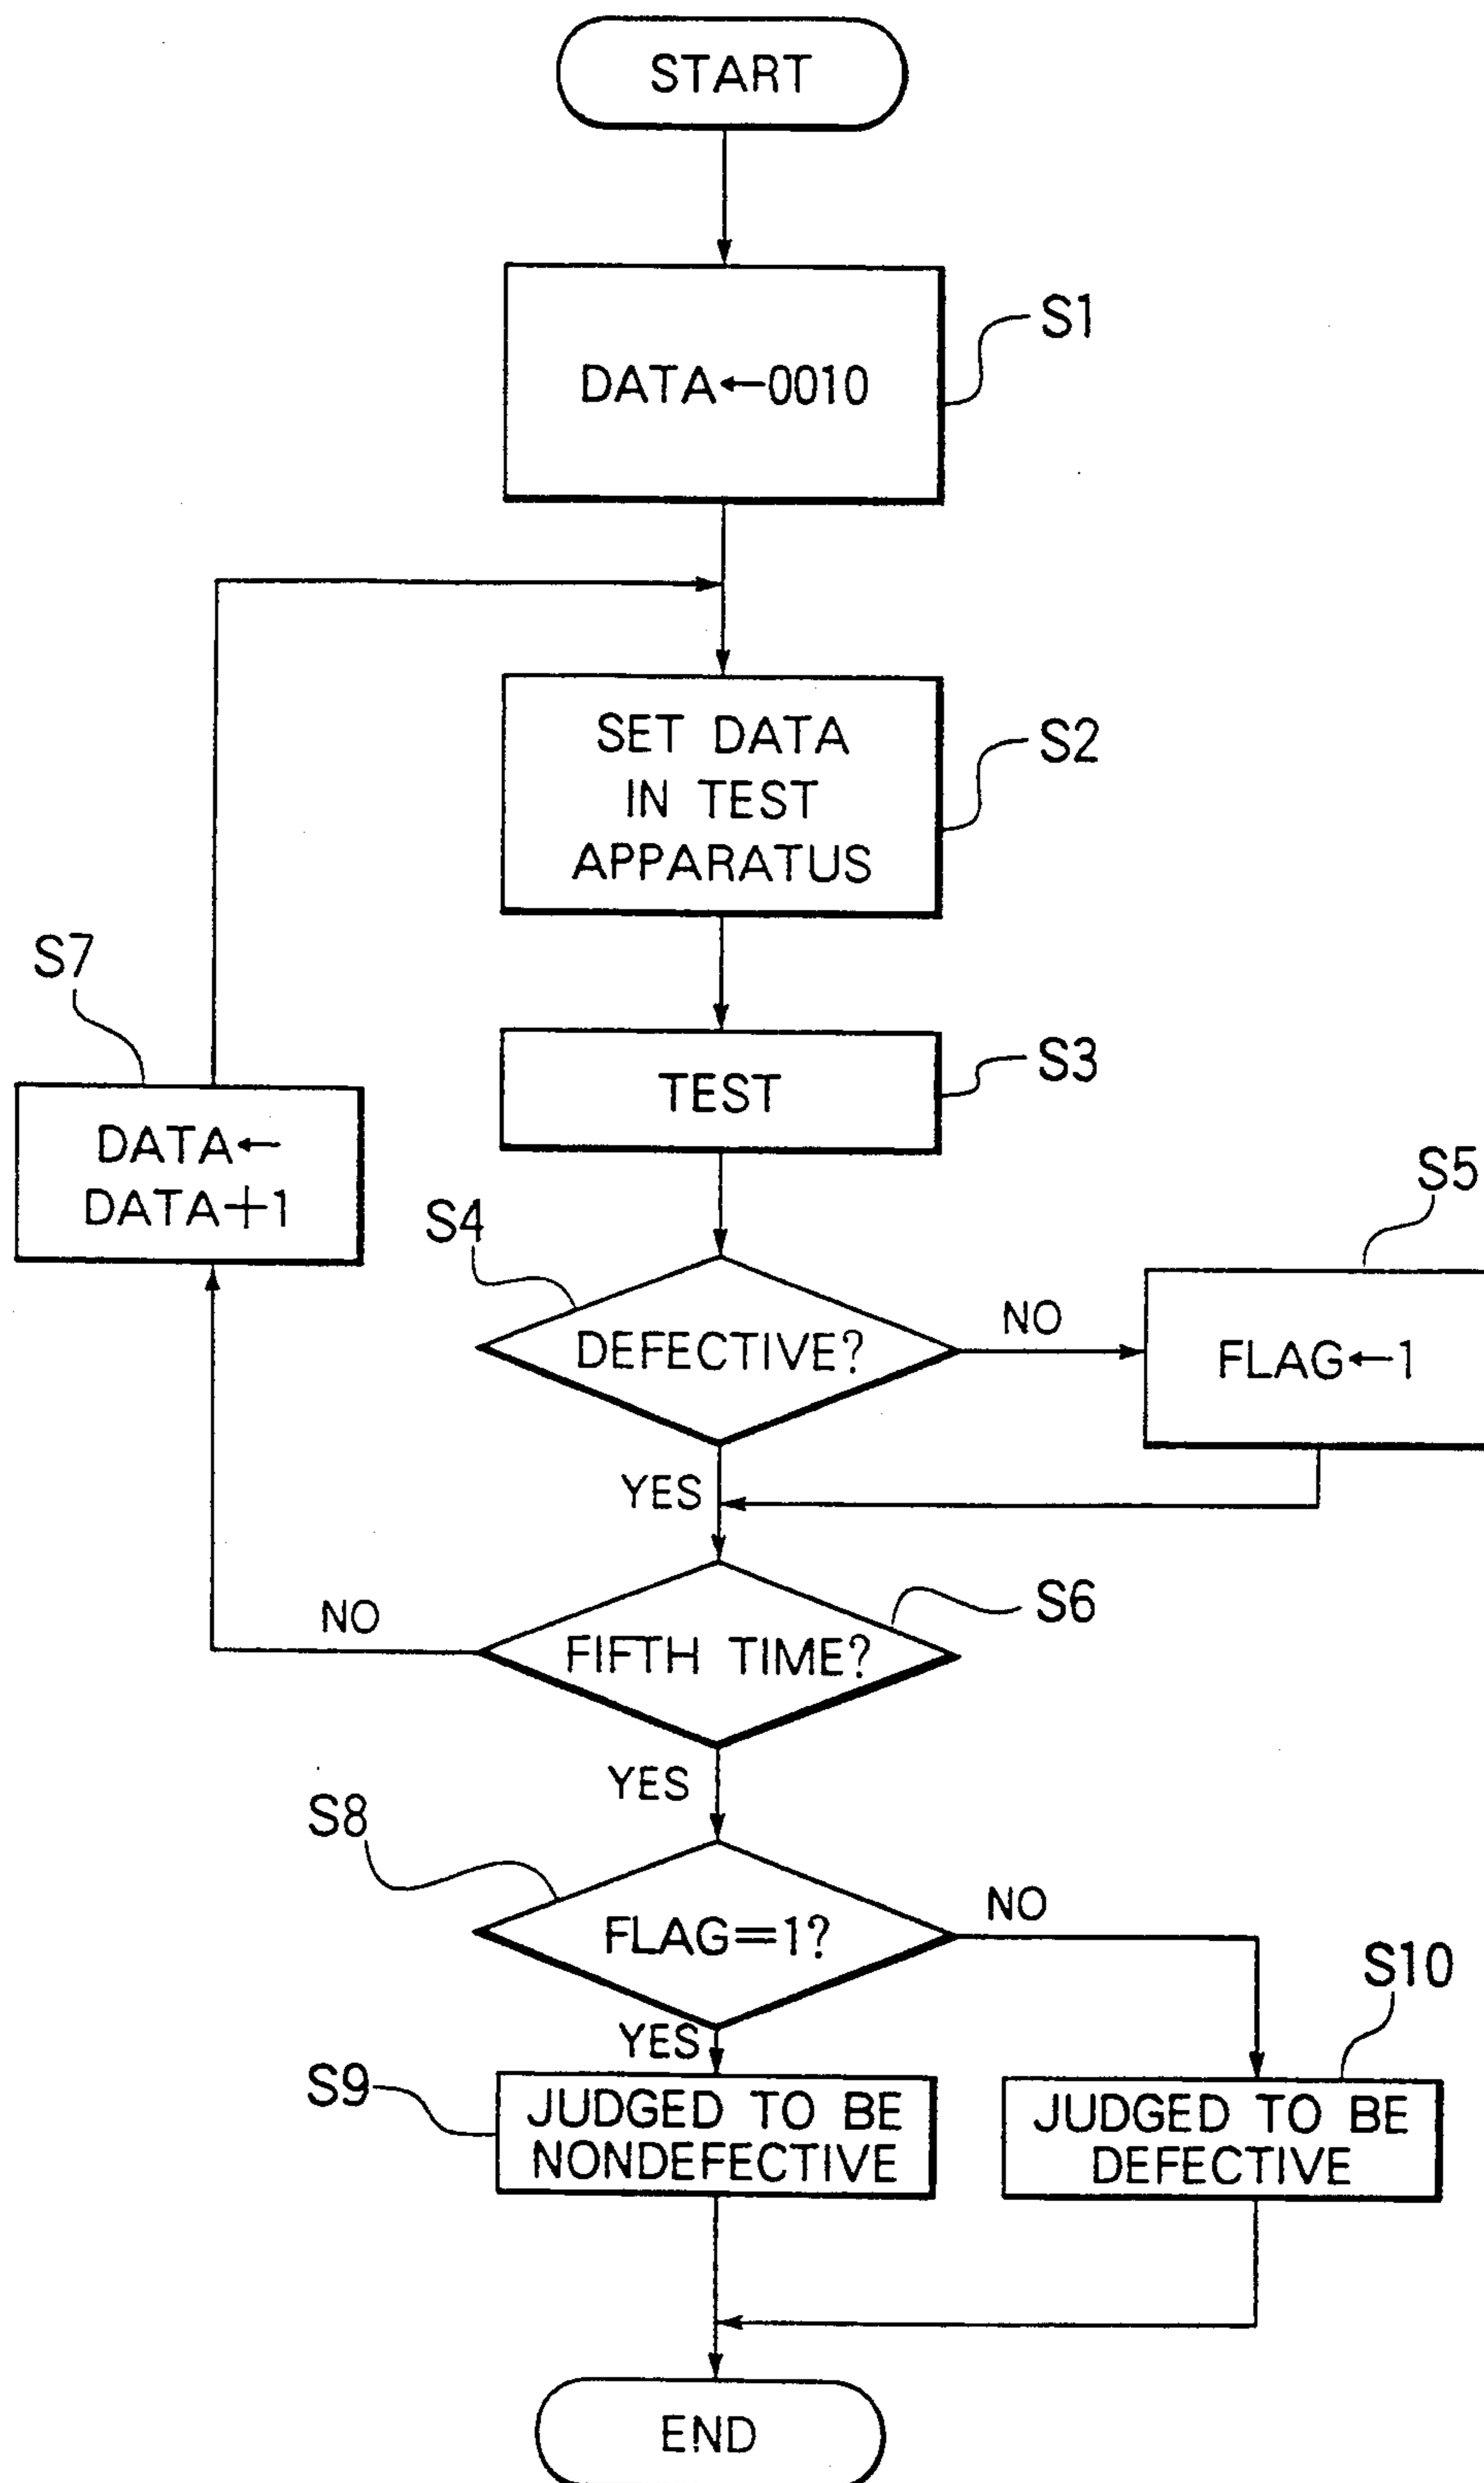 START
S1
DATA←0010
S2
SET DATA
IN TEST
APPARATUS
S7
S3
TEST
DATA←
DATA+1
S5
S4
DEFECTIVE?
NO
FLAG←1
YES
S6
NO
FIFTH TIME?
YES
S8
FLAG=1?
NO
S10
YES
S9
JUDGED TO BE
NONDEFECTIVE
JUDGED TO BE
DEFECTIVE
END